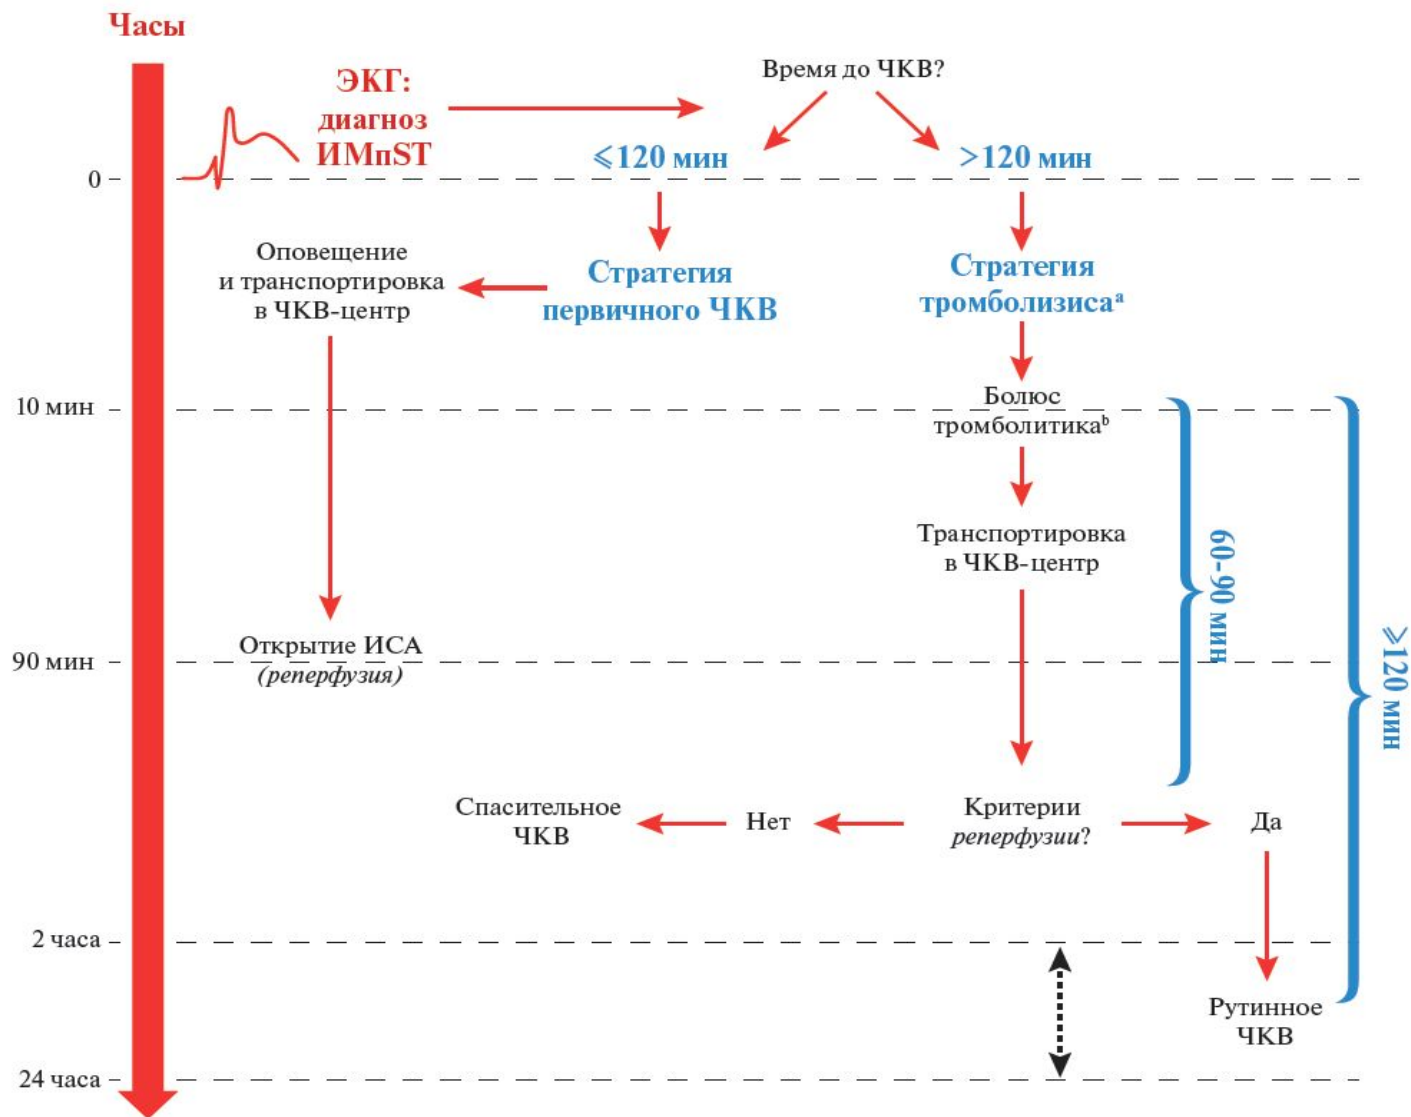 Часы
Время до ЧКВ?
ЭКГ:
диагноз
ИМпST
⩽120 мин
>120 мин
0
Оповещение
и транспортировка
в ЧКВ-центр
Стратегия
первичного ЧКВ
Стратегия
тромболизисаᵃ
10 мин
Болюс
тромболитикаᵇ
Транспортировка
в ЧКВ-центр
60-90 мин
⩾120 мин
90 мин
Открытие ИСА
(реперфузия)
Спасительное
ЧКВ
Нет
Критерии
реперфузии?
Да
2 часа
Рутинное
ЧКВ
24 часа